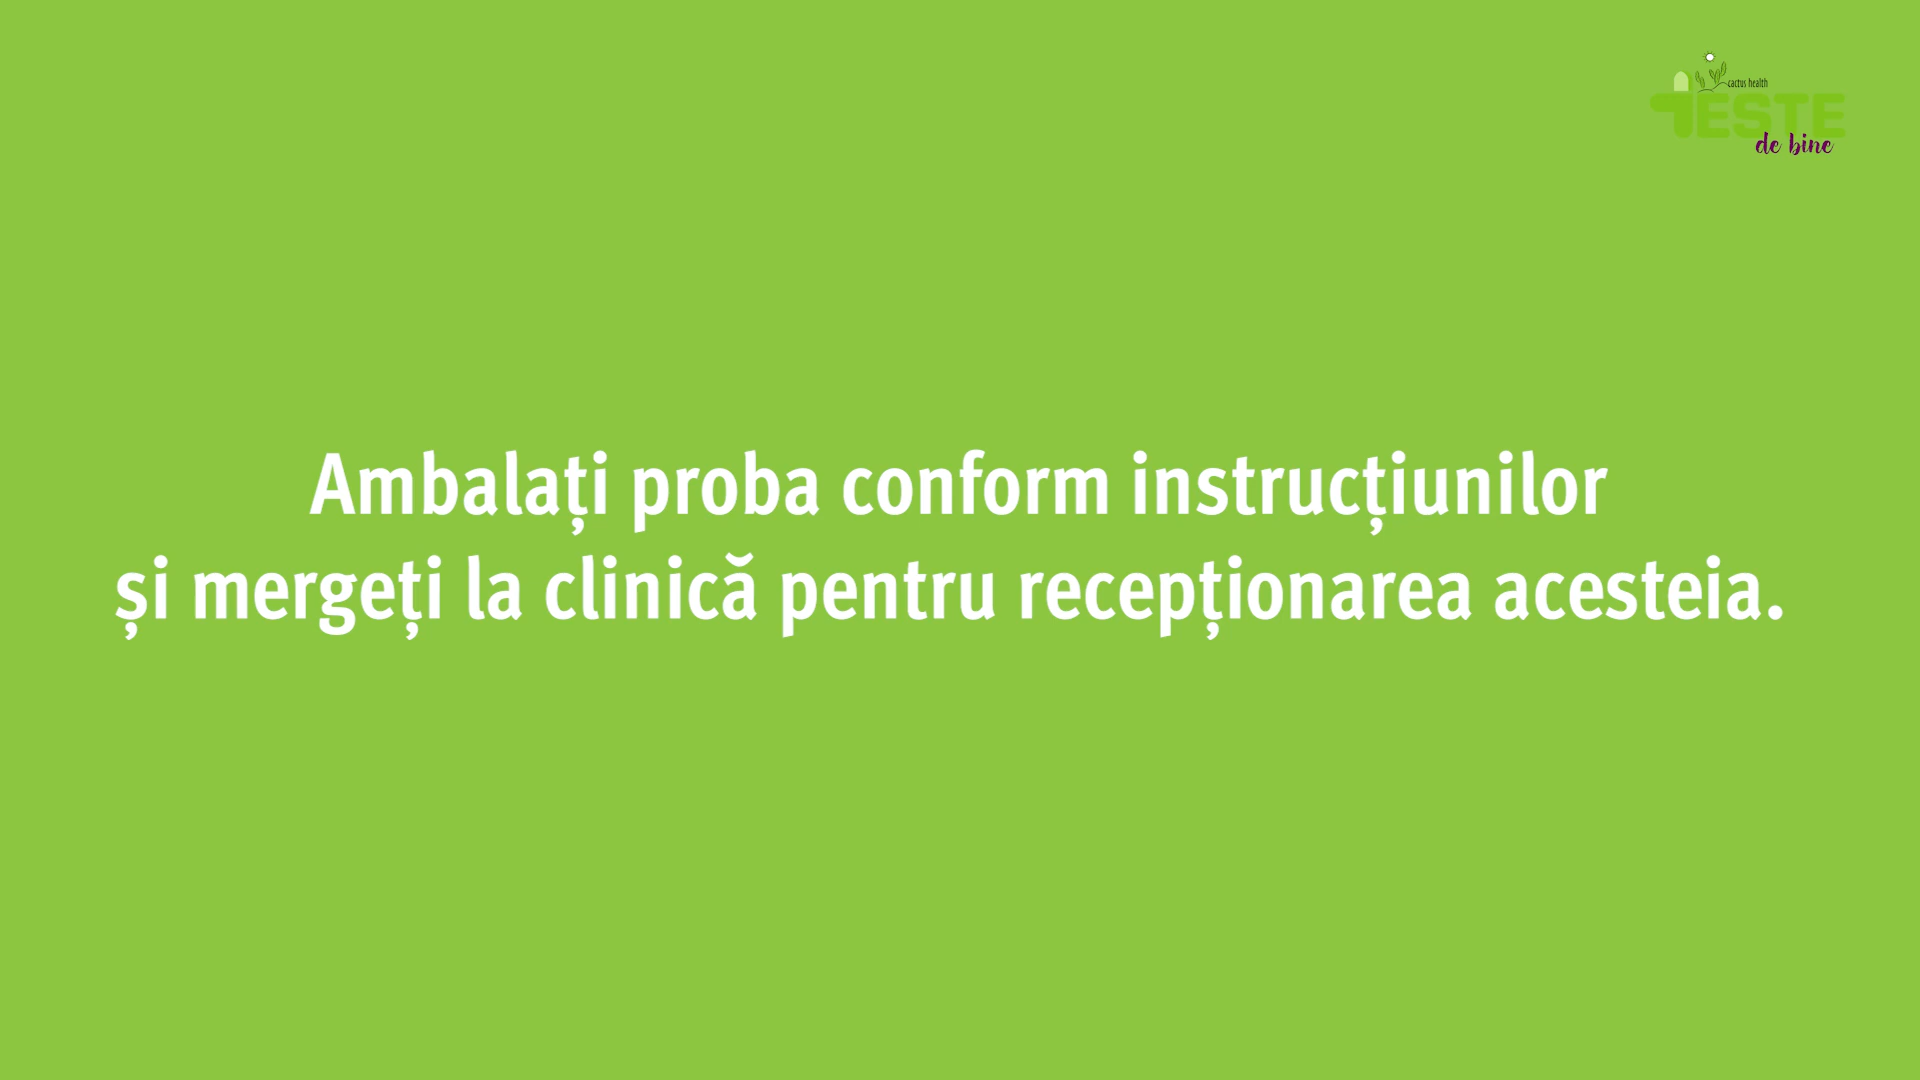 cactus health
TESTE
de bine
Ambalați proba conform instrucțiunilor
și mergeți la clinică pentru recepționarea acesteia.